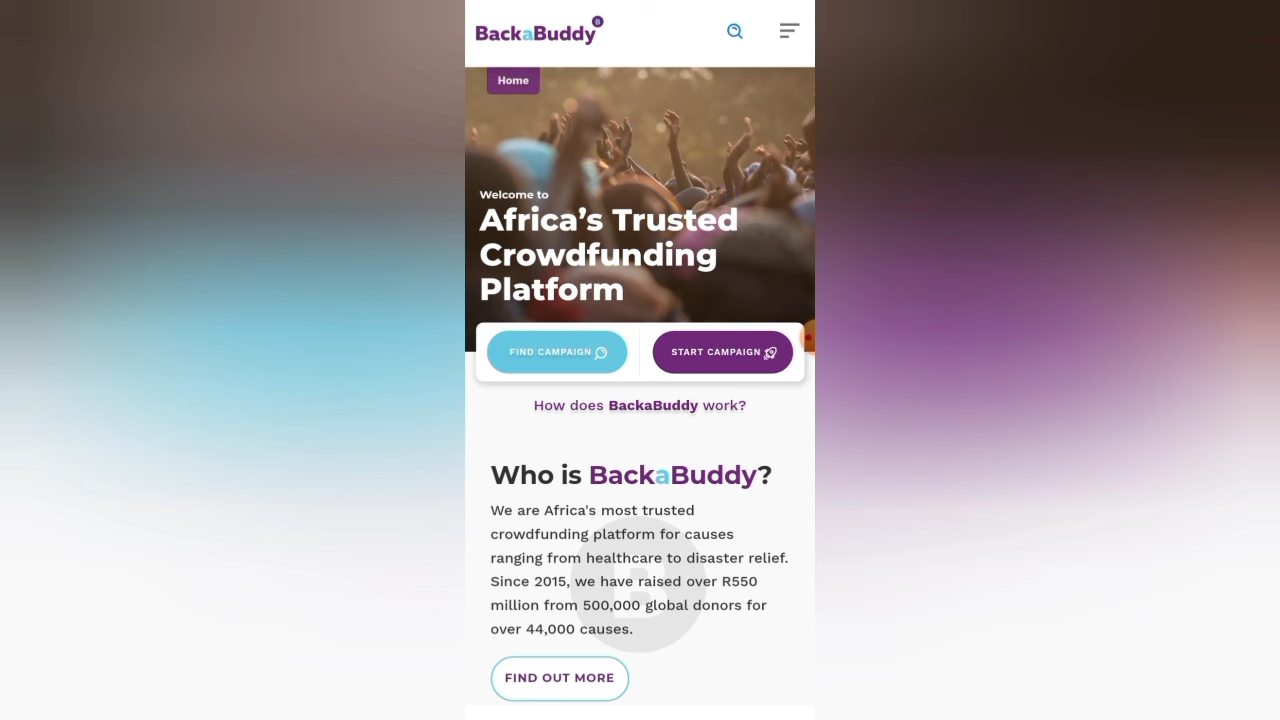 BackaBuddy
B
Home
Welcome to
Africa’s Trusted
Crowdfunding
Platform
FIND CAMPAIGN
START CAMPAIGN
How does BackaBuddy work?
Who is BackaBuddy?
We are Africa's most trusted
crowdfunding platform for causes
ranging from healthcare to disaster relief.
Since 2015, we have raised over R550
million from 500,000 global donors for
over 44,000 causes.
B
FIND OUT MORE